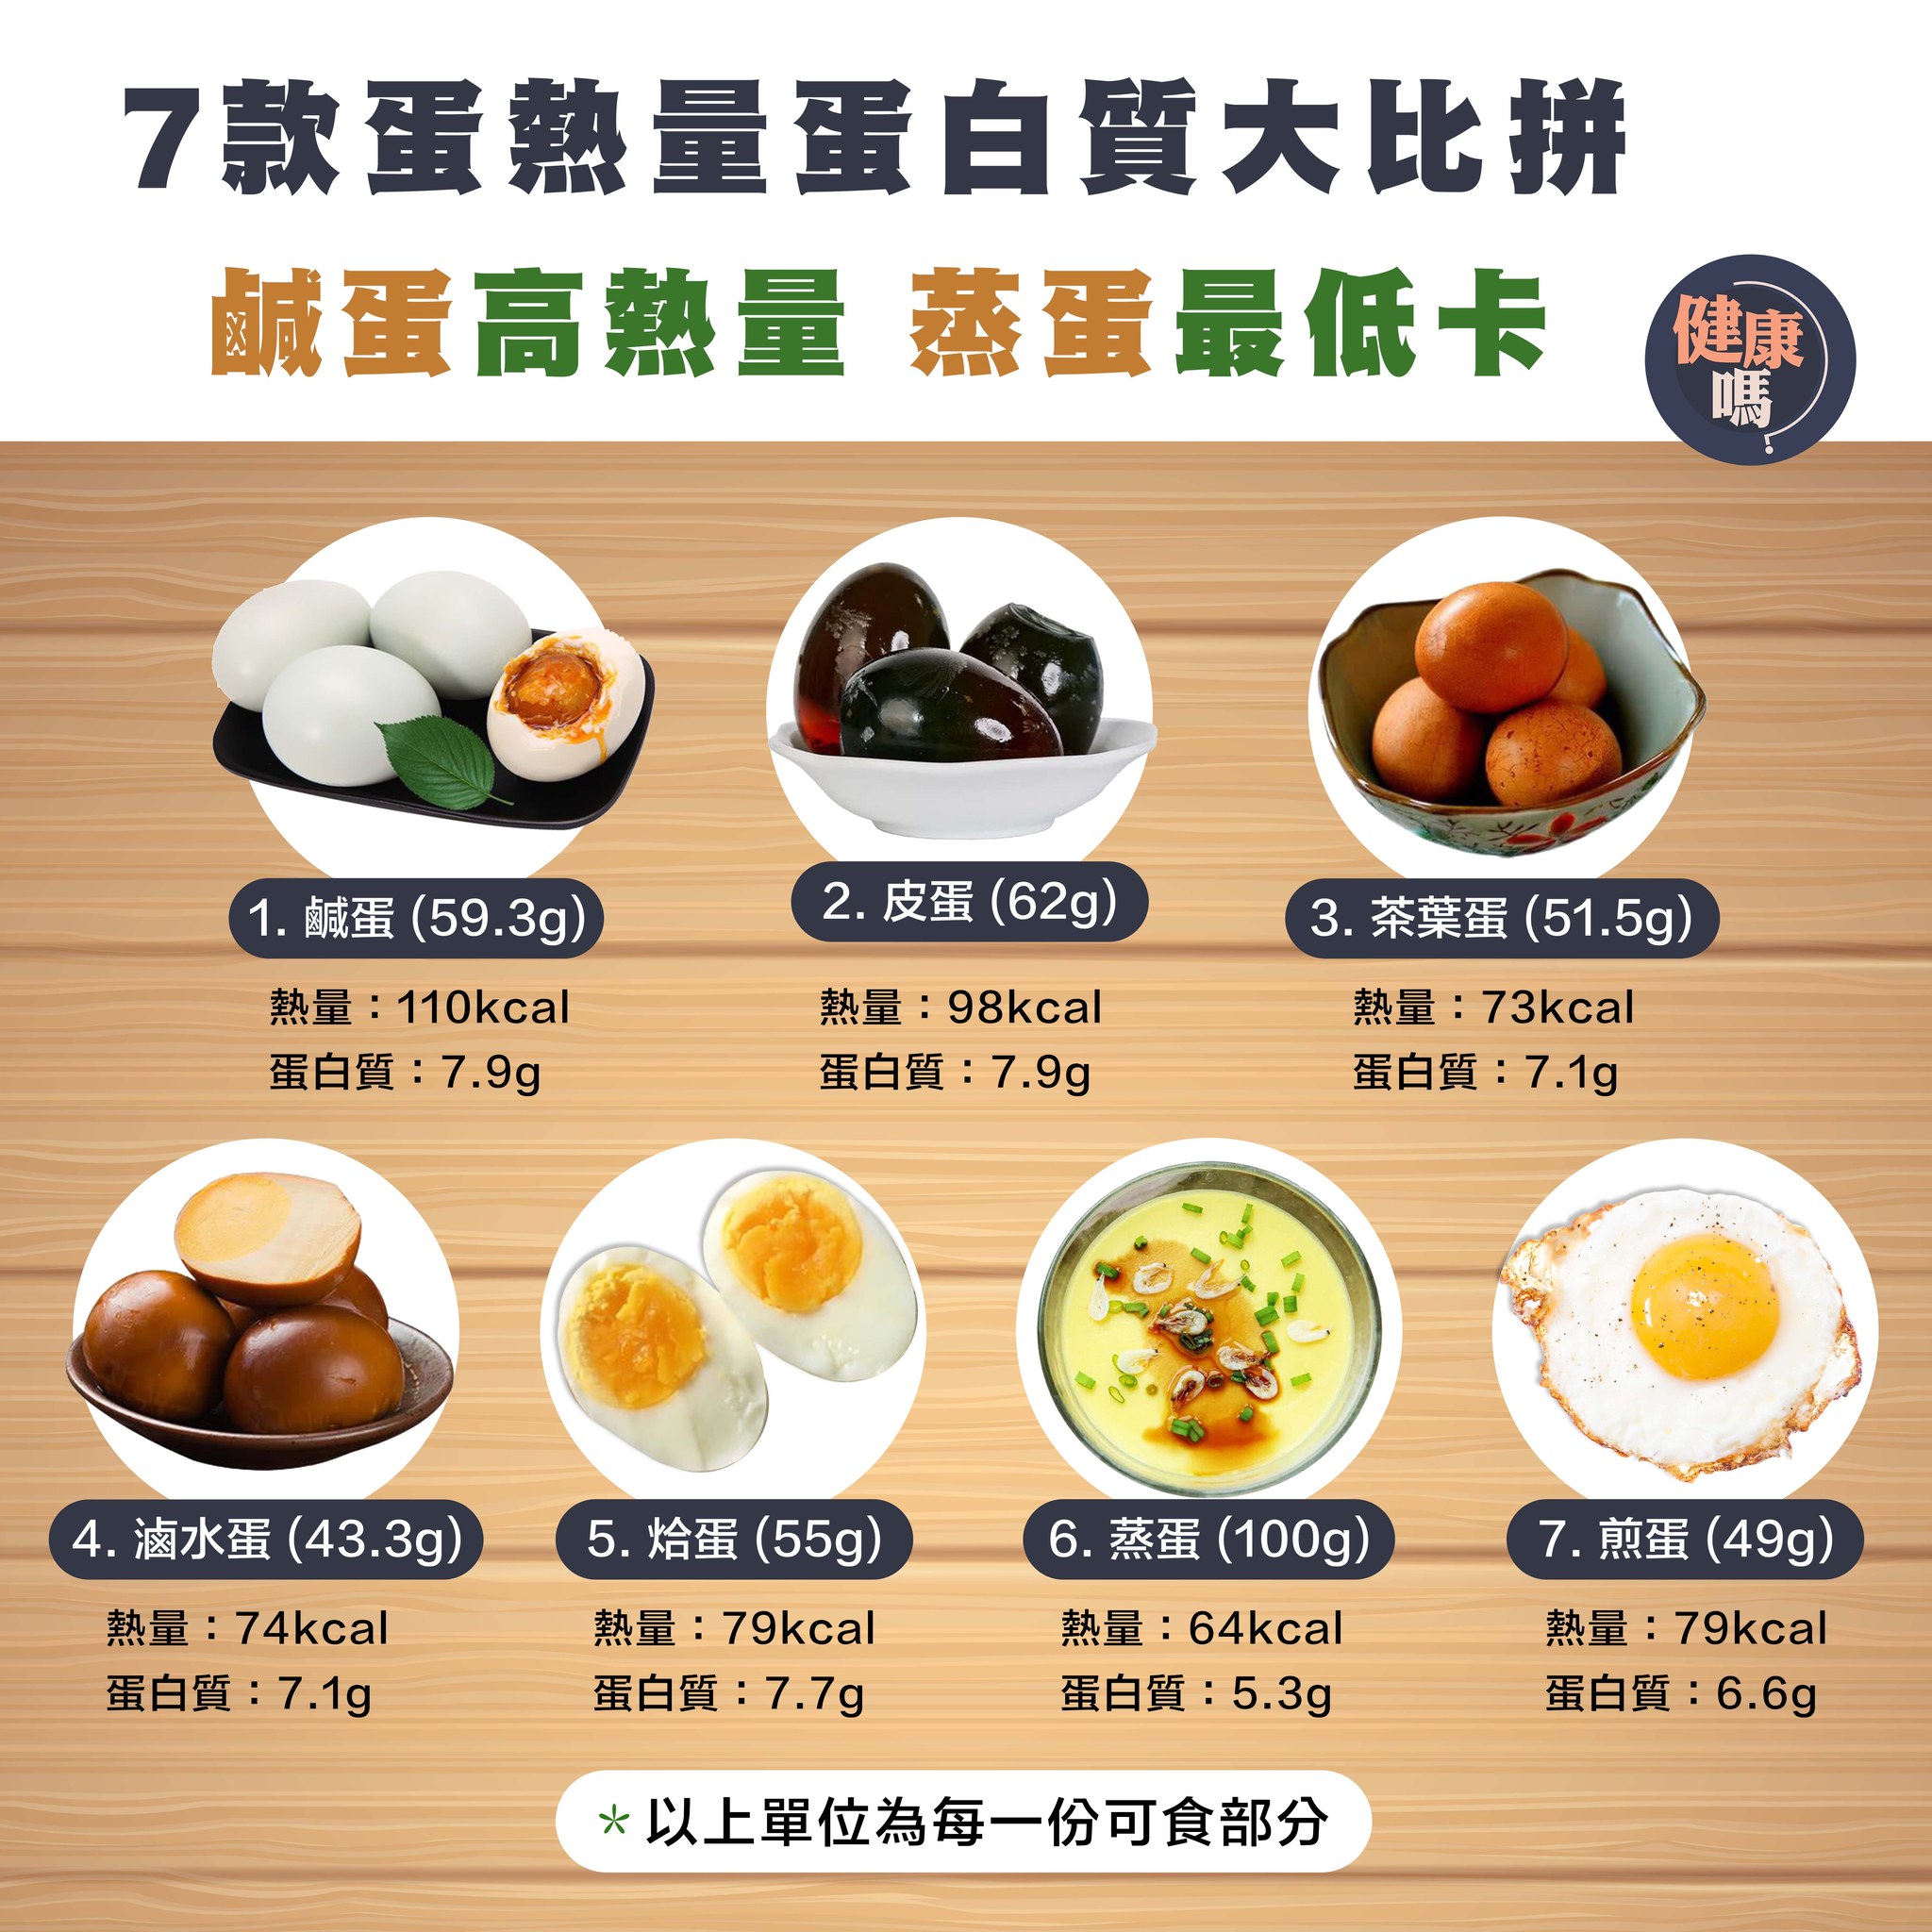 7款蛋熱量蛋白質大比拼
鹹蛋高熱量 蒸蛋最低卡
健康
嗎?
1. 鹹蛋 (59.3g)
熱量：110kcal
蛋白質：7.9g
2. 皮蛋 (62g)
熱量：98kcal
蛋白質：7.9g
3. 茶葉蛋 (51.5g)
熱量：73kcal
蛋白質：7.1g
4. 滷水蛋 (43.3g)
熱量：74kcal
蛋白質：7.1g
5. 烚蛋 (55g)
熱量：79kcal
蛋白質：7.7g
6. 蒸蛋 (100g)
熱量：64kcal
蛋白質：5.3g
7. 煎蛋 (49g)
熱量：79kcal
蛋白質：6.6g
*以上單位為每一份可食部分